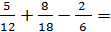 5/12 + 8/18 − 2/6 =